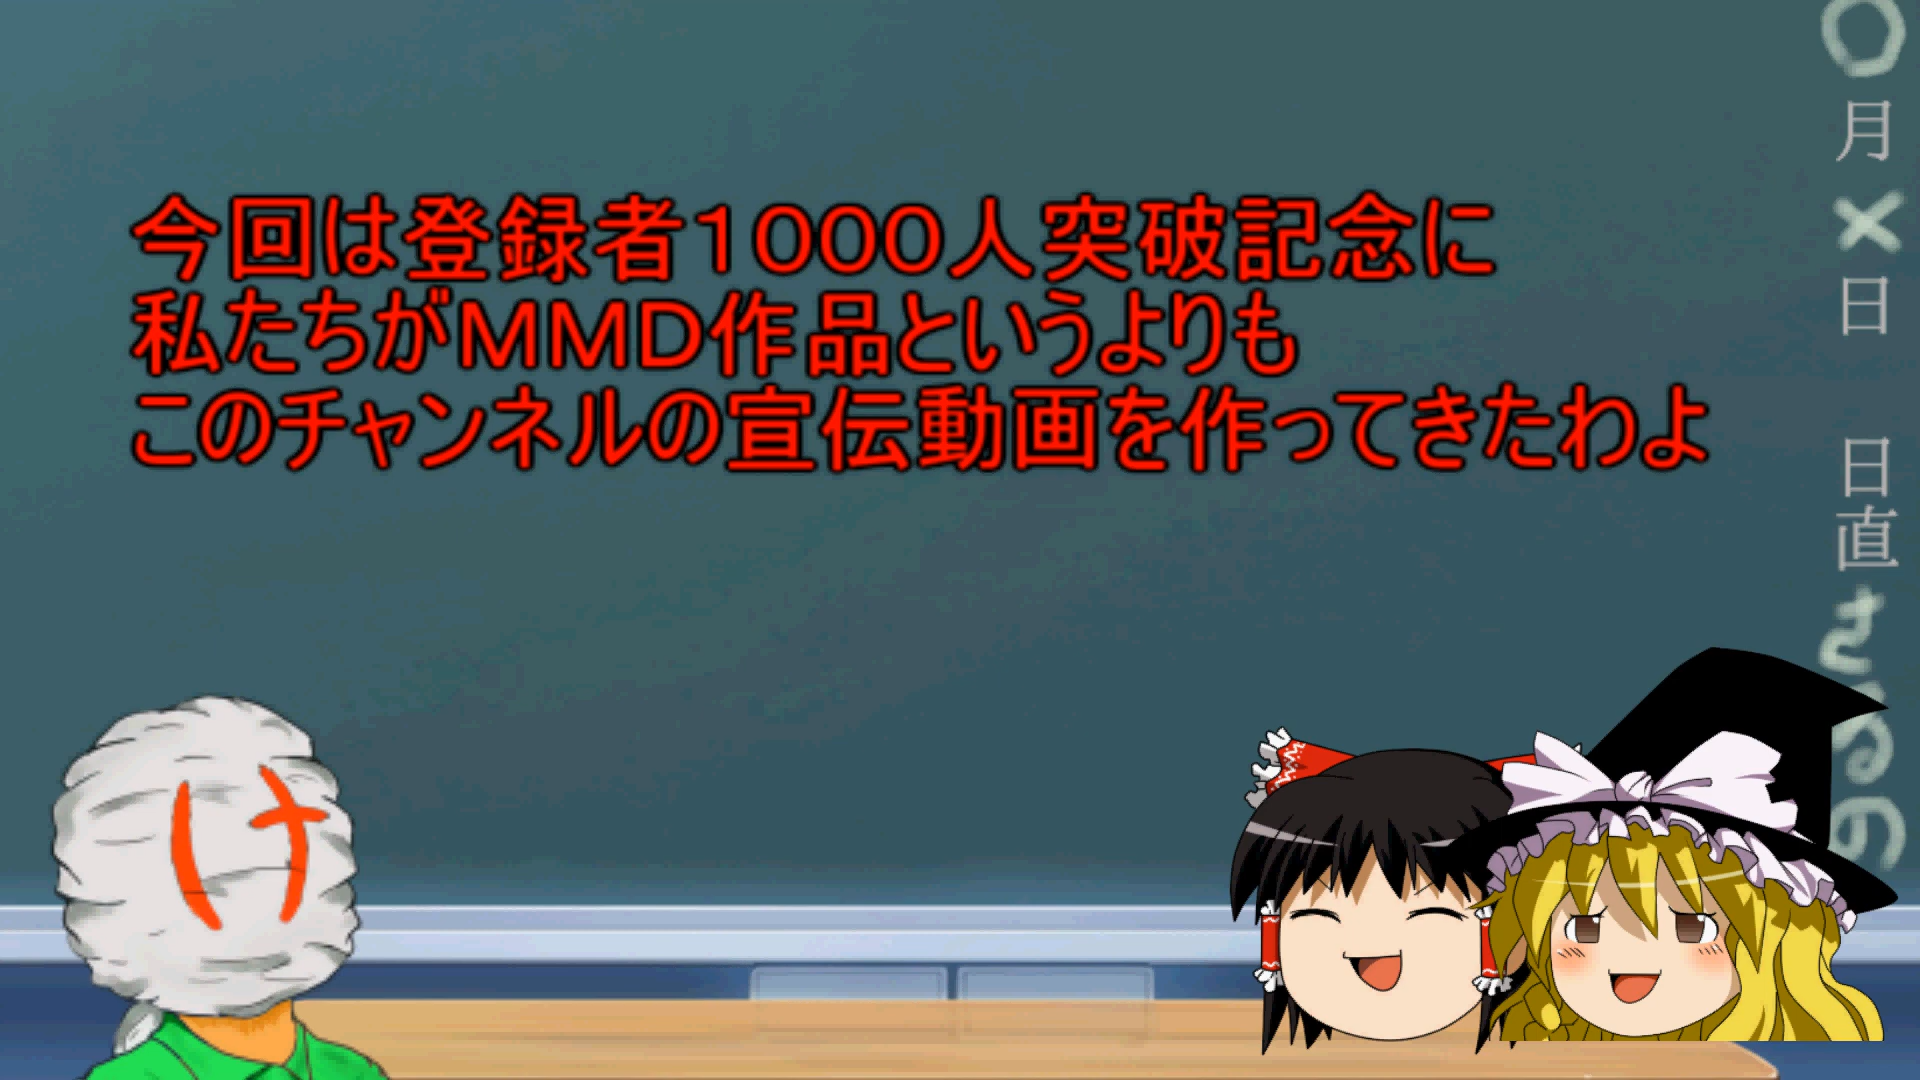 今回は登録者1000人突破記念に
私たちがMMD作品というよりも
このチャンネルの宣伝動画を作ってきたわよ
〇月×日 日直 さるの
け